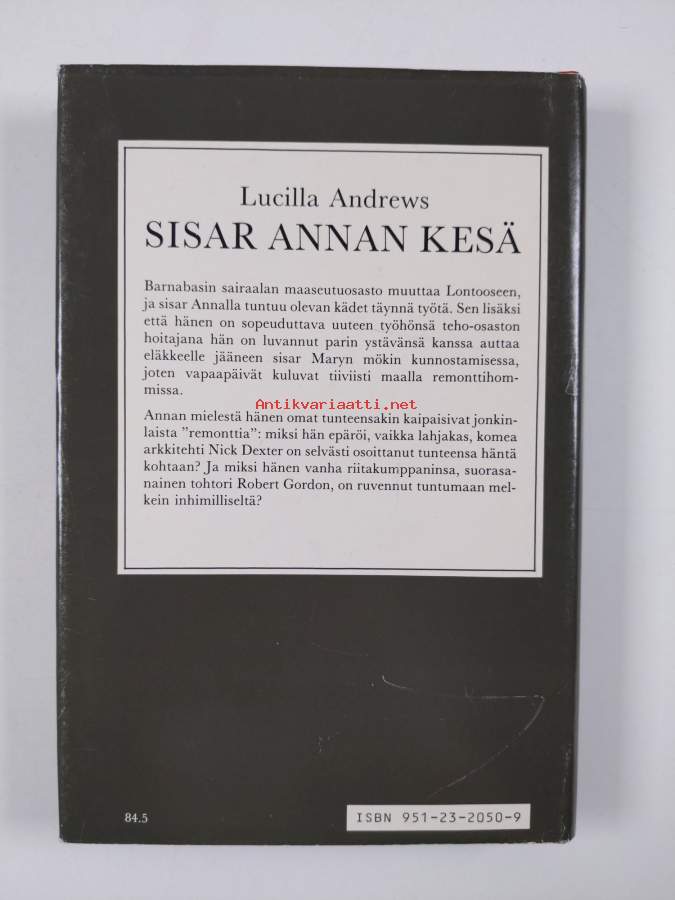 Lucilla Andrews
SISAR ANNAN KESÄ
Barnabasin sairaalan maaseutuosasto muuttaa Lontooseen,
ja sisar Annalla tuntuu olevan kädet täynnä työtä. Sen lisäksi
että hänen on sopeuduttava uuteen työhönsä teho-osaston
hoitajana hän on luvannut parin ystävänsä kanssa auttaa
eläkkeelle jääneen sisar Maryn mökin kunnostamisessa,
joten vapaapäivät kuluvat tiiviisti maalla remonttihom-
missa.
Antikvariaatti.net
Annan mielestä hänen omat tunteensakin kaipaisivat jonkin-
laista ”remonttia”: miksi hän epäröi, vaikka lahjakas, komea
arkkitehti Nick Dexter on selvästi osoittanut tunteensa häntä
kohtaan? Ja miksi hänen vanha riitakumppaninsa, suorasa-
nainen tohtori Robert Gordon, on ruvennut tuntumaan mel-
kein inhimilliseltä?
84.5
ISBN 951-23-2050-9